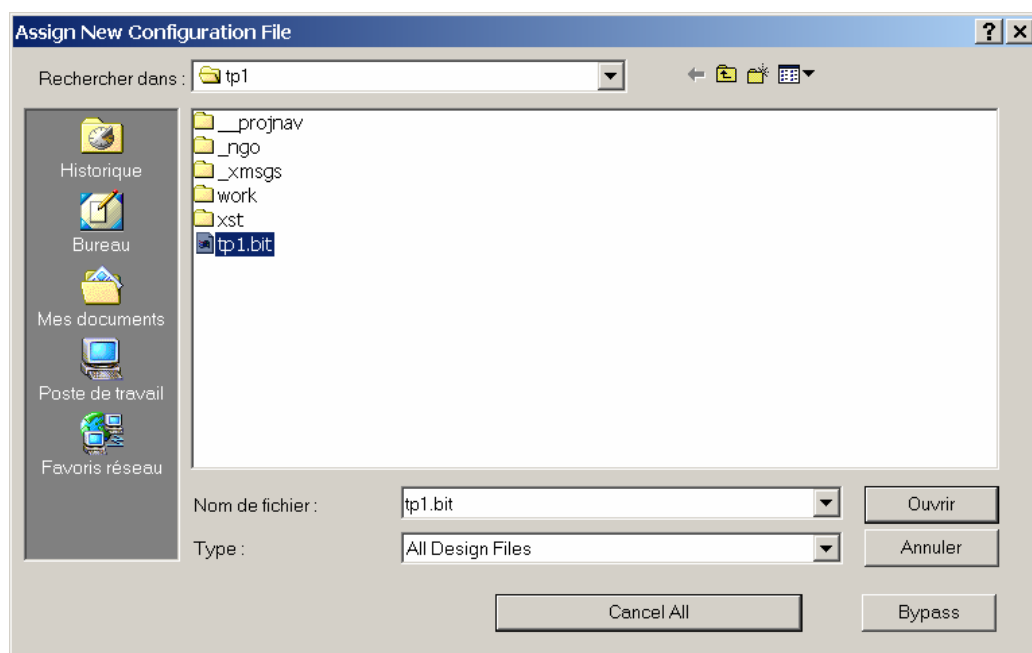 Assign New Configuration File
Rechercher dans : tp1
Historique
Bureau
Mes documents
Poste de travail
Favoris réseau
__projnav
_ngo
_xmsgs
work
xst
tp1.bit
Nom de fichier : tp1.bit Ouvrir
Type : All Design Files Annuler
Cancel All Bypass